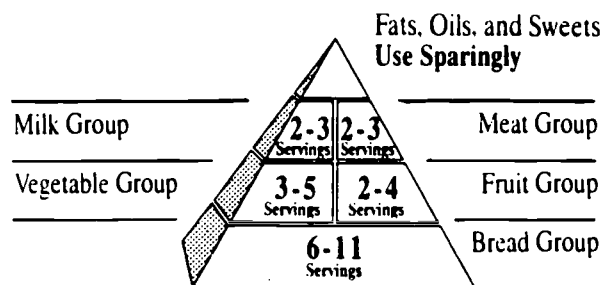 Fats, Oils, and Sweets
Use Sparingly
Milk Group
2-3
Servings
2-3
Servings
Meat Group
Vegetable Group
3-5
Servings
2-4
Servings
Fruit Group
6-11
Servings
Bread Group